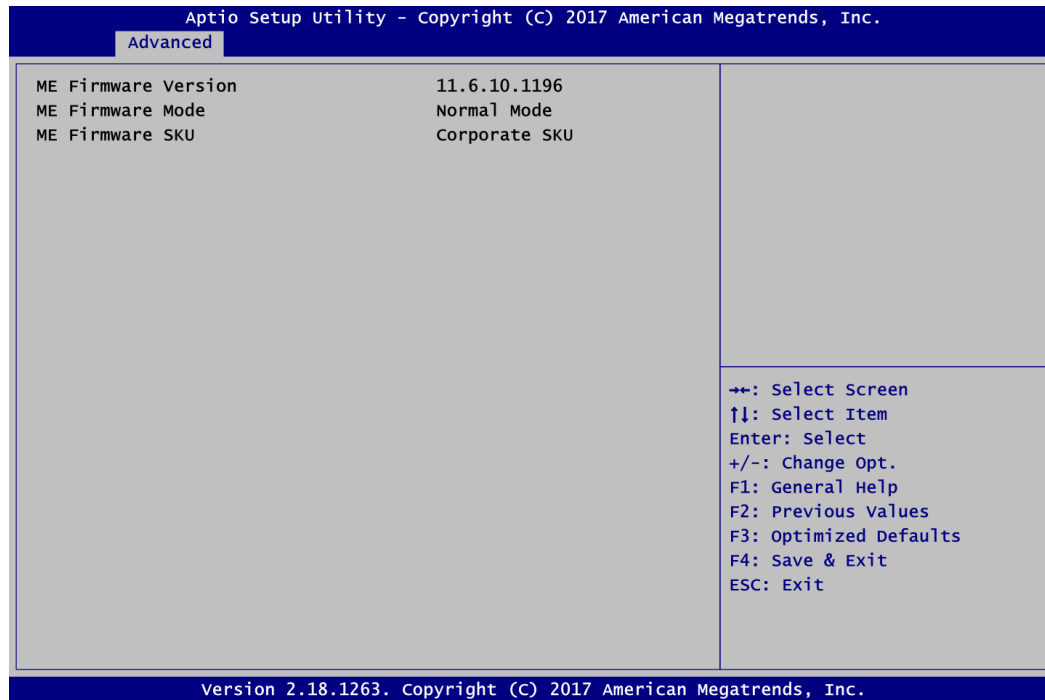 Aptio Setup Utility - Copyright (C) 2017 American Megatrends, Inc.
Advanced
ME Firmware Version 11.6.10.1196
ME Firmware Mode Normal Mode
ME Firmware SKU Corporate SKU
→←: Select Screen
↑↓: Select Item
Enter: Select
+/-: Change Opt.
F1: General Help
F2: Previous Values
F3: Optimized Defaults
F4: Save & Exit
ESC: Exit
Version 2.18.1263. Copyright (C) 2017 American Megatrends, Inc.